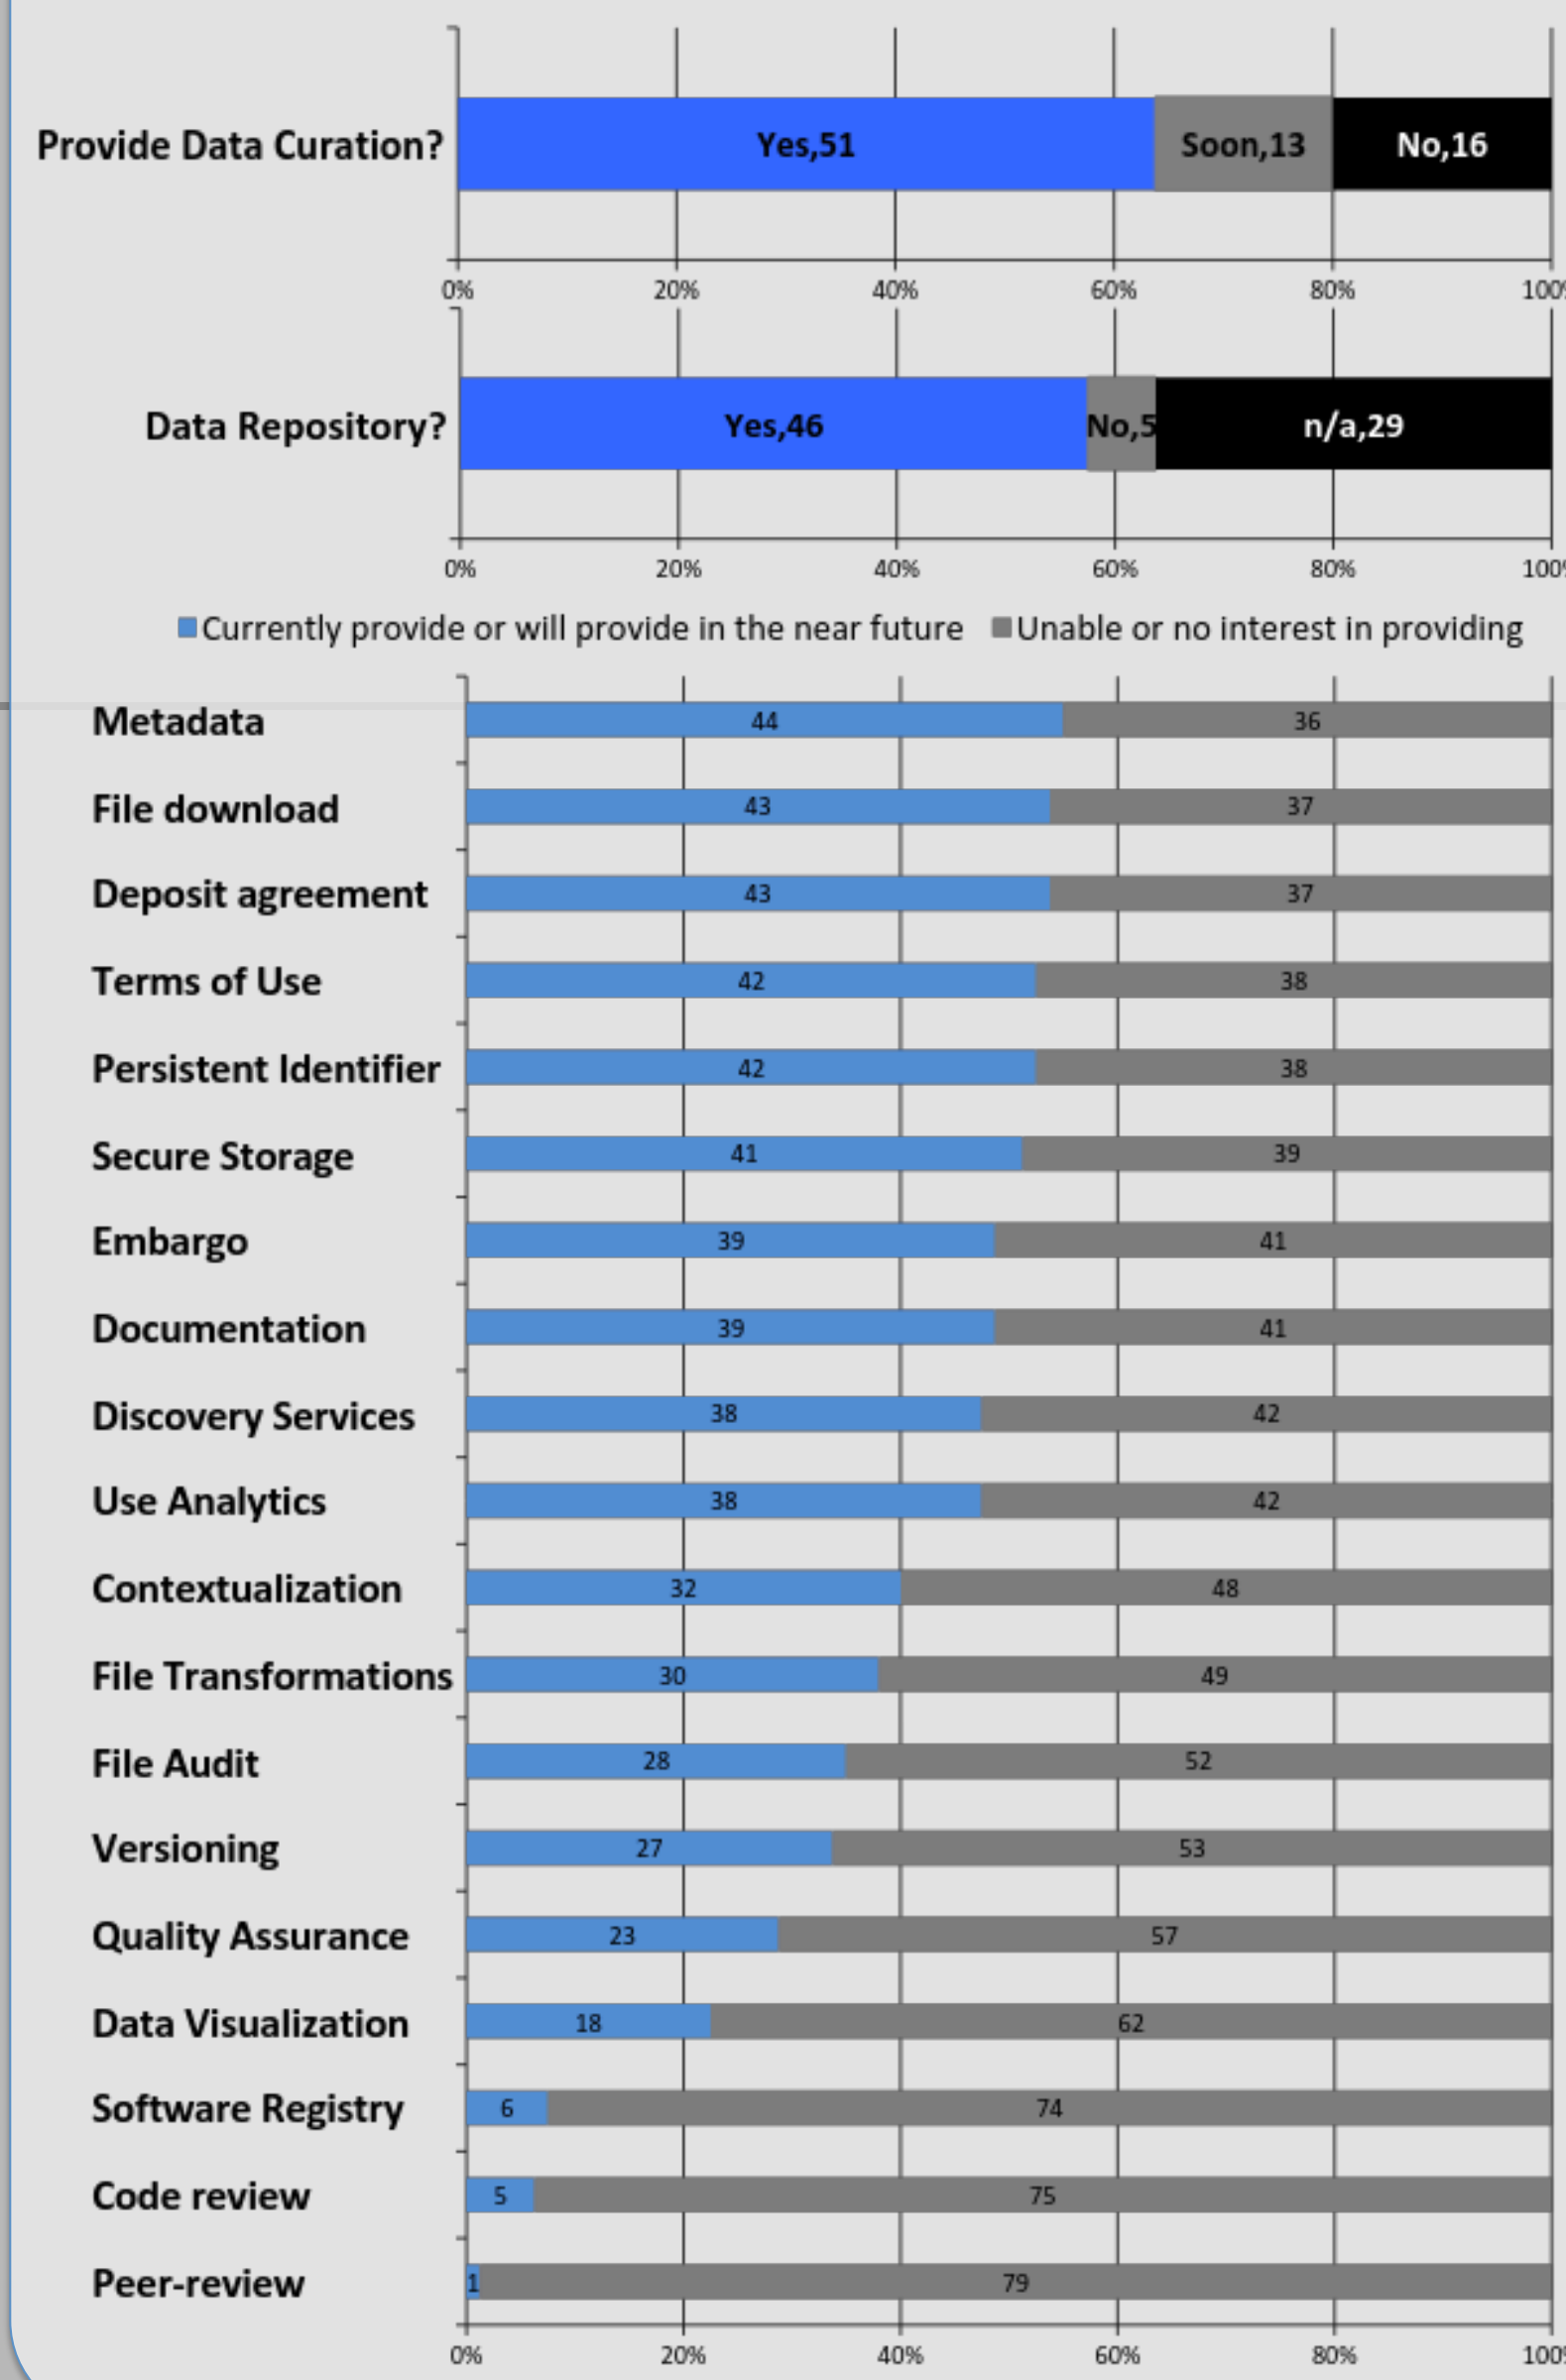 Provide Data Curation? Yes,51 Soon,13 No,16
0% 20% 40% 60% 80% 100%
Data Repository? Yes,46 No,5 n/a,29
0% 20% 40% 60% 80% 100%
Currently provide or will provide in the near future Unable or no interest in providing
Metadata 44 36
File download 43 37
Deposit agreement 43 37
Terms of Use 42 38
Persistent Identifier 42 38
Secure Storage 41 39
Embargo 39 41
Documentation 39 41
Discovery Services 38 42
Use Analytics 38 42
Contextualization 32 48
File Transformations 30 49
File Audit 28 52
Versioning 27 53
Quality Assurance 23 57
Data Visualization 18 62
Software Registry 6 74
Code review 5 75
Peer-review 1 79
0% 20% 40% 60% 80% 100%